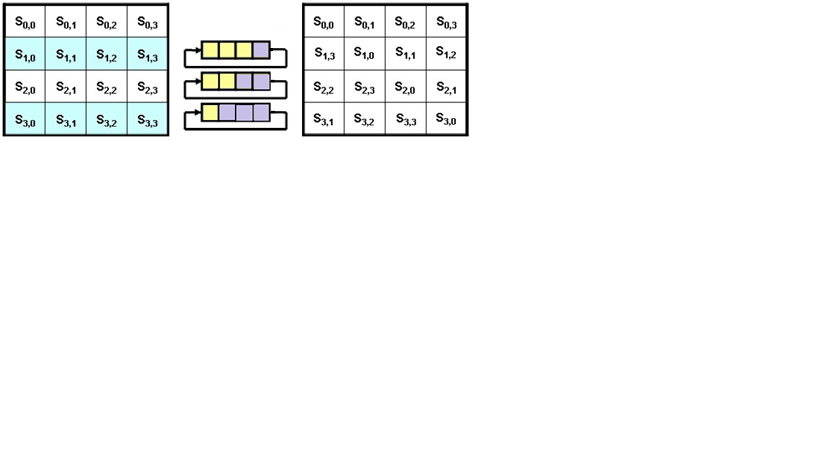 S0,0 S0,1 S0,2 S0,3 S0,0 S0,1 S0,2 S0,3
S1,0 S1,1 S1,2 S1,3 S1,3 S1,0 S1,1 S1,2
S2,0 S2,1 S2,2 S2,3 S2,2 S2,3 S2,0 S2,1
S3,0 S3,1 S3,2 S3,3 S3,1 S3,2 S3,3 S3,0